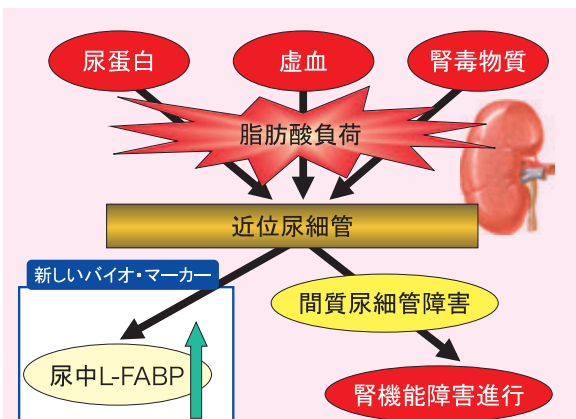 尿蛋白
虚血
腎毒物質
脂肪酸負荷
近位尿細管
新しいバイオ・マーカー
間質尿細管障害
尿中L-FABP
腎機能障害進行